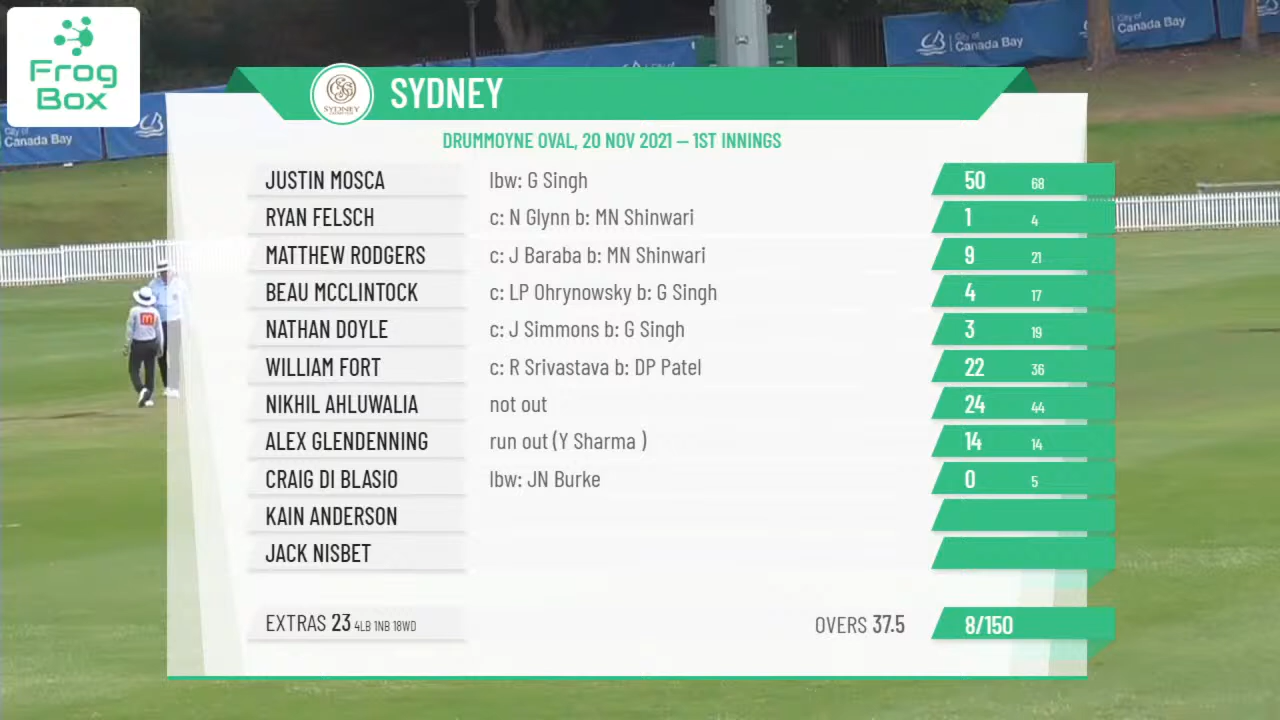 Frog
Box
City of
Canada Bay
City of
Canada Bay
SYDNEY
SYDNEY
DRUMMOYNE OVAL, 20 NOV 2021 – 1ST INNINGS
JUSTIN MOSCA lbw: G Singh 50 68
RYAN FELSCH c: N Glynn b: MN Shinwari 1 4
MATTHEW RODGERS c: J Baraba b: MN Shinwari 9 21
BEAU MCCLINTOCK c: LP Ohrynowsky b: G Singh 4 17
NATHAN DOYLE c: J Simmons b: G Singh 3 19
WILLIAM FORT c: R Srivastava b: DP Patel 22 36
NIKHIL AHLUWALIA not out 24 44
ALEX GLENDENNING run out (Y Sharma ) 14 14
CRAIG DI BLASIO lbw: JN Burke 0 5
KAIN ANDERSON
JACK NISBET
EXTRAS 23 4LB 1NB 18WD OVERS 37.5 8/150